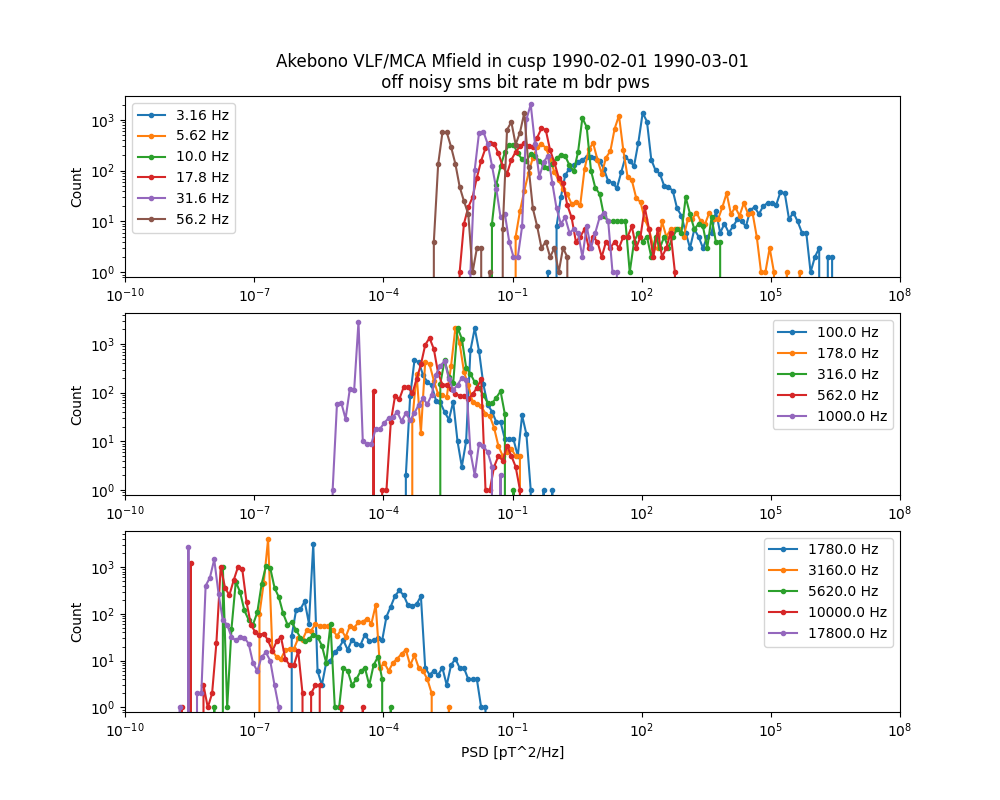 Akebono VLF/MCA Mfield in cusp 1990-02-01 1990-03-01
off noisy sms bit rate m bdr pws
Count
10^3
10^2
10^1
10^0
3.16 Hz
5.62 Hz
10.0 Hz
17.8 Hz
31.6 Hz
56.2 Hz
10^-10 10^-7 10^-4 10^-1 10^2 10^5 10^8
Count
10^3
10^2
10^1
10^0
100.0 Hz
178.0 Hz
316.0 Hz
562.0 Hz
1000.0 Hz
10^-10 10^-7 10^-4 10^-1 10^2 10^5 10^8
Count
10^3
10^2
10^1
10^0
1780.0 Hz
3160.0 Hz
5620.0 Hz
10000.0 Hz
17800.0 Hz
10^-10 10^-7 10^-4 10^-1 10^2 10^5 10^8
PSD [pT^2/Hz]